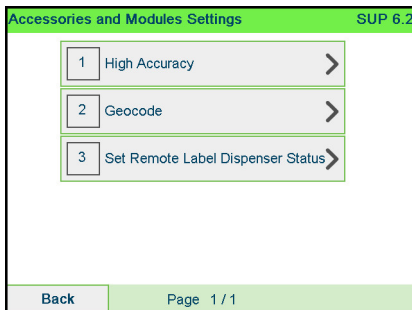 Accessories and Modules Settings SUP 6.2
1 High Accuracy
2 Geocode
3 Set Remote Label Dispenser Status
Back Page 1 / 1